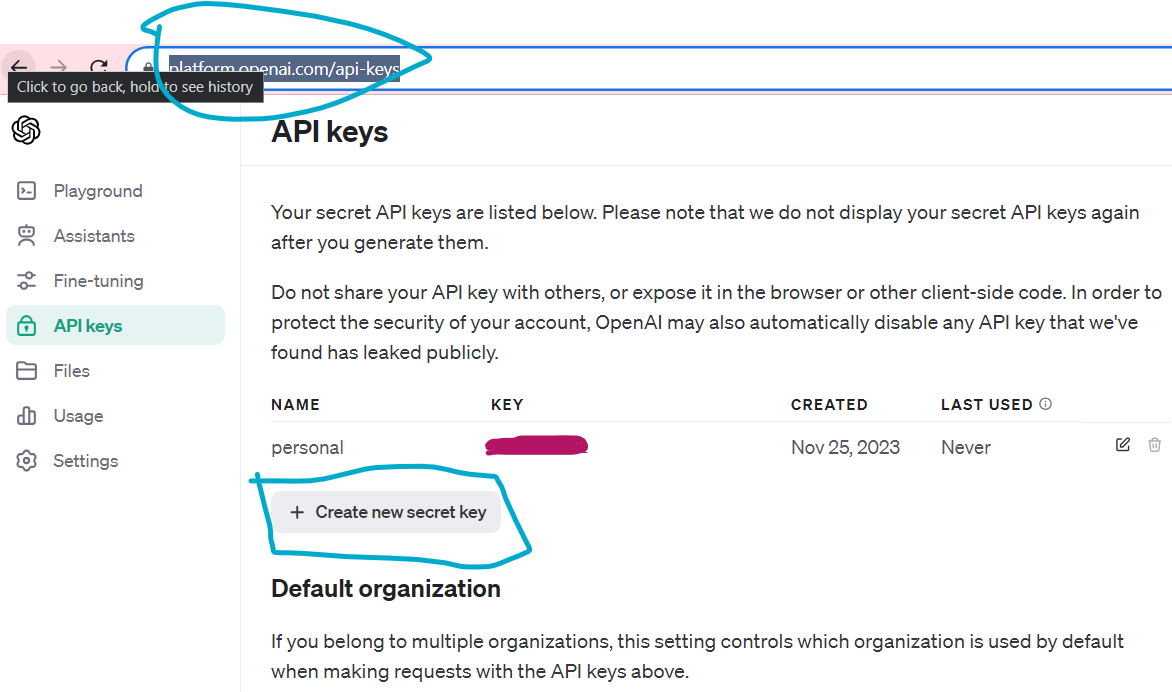 platform.openai.com/api-keys
Click to go back, hold to see history
API keys
Playground
Assistants
Fine-tuning
API keys
Files
Usage
Settings
Your secret API keys are listed below. Please note that we do not display your secret API keys again
after you generate them.
Do not share your API key with others, or expose it in the browser or other client-side code. In order to
protect the security of your account, OpenAI may also automatically disable any API key that we've
found has leaked publicly.
NAME KEY CREATED LAST USED
personal Nov 25, 2023 Never
+ Create new secret key
Default organization
If you belong to multiple organizations, this setting controls which organization is used by default
when making requests with the API keys above.